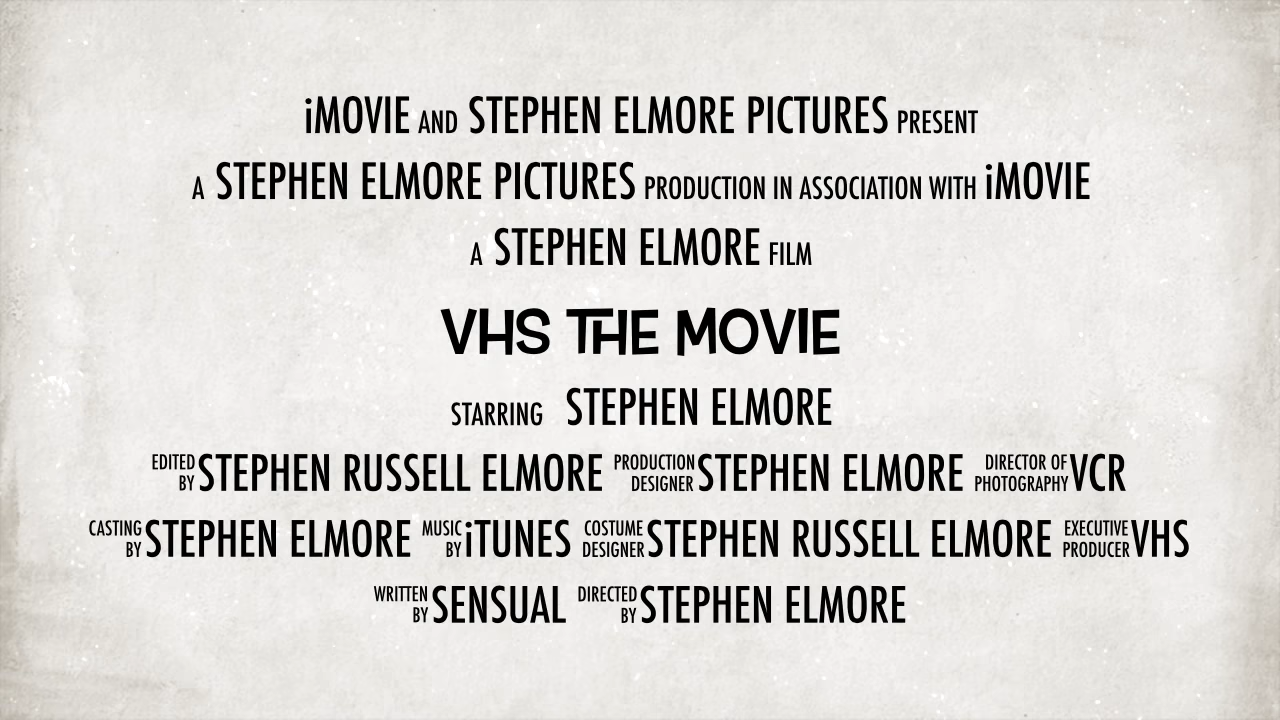 iMOVIE AND STEPHEN ELMORE PICTURES PRESENT
A STEPHEN ELMORE PICTURES PRODUCTION IN ASSOCIATION WITH iMOVIE
A STEPHEN ELMORE FILM
VHS THE MOVIE
STARRING STEPHEN ELMORE
EDITED BY STEPHEN RUSSELL ELMORE PRODUCTION DESIGNER STEPHEN ELMORE DIRECTOR OF PHOTOGRAPHY VCR
CASTING BY STEPHEN ELMORE MUSIC BY iTUNES COSTUME DESIGNER STEPHEN RUSSELL ELMORE EXECUTIVE PRODUCER VHS
WRITTEN BY SENSUAL DIRECTED BY STEPHEN ELMORE